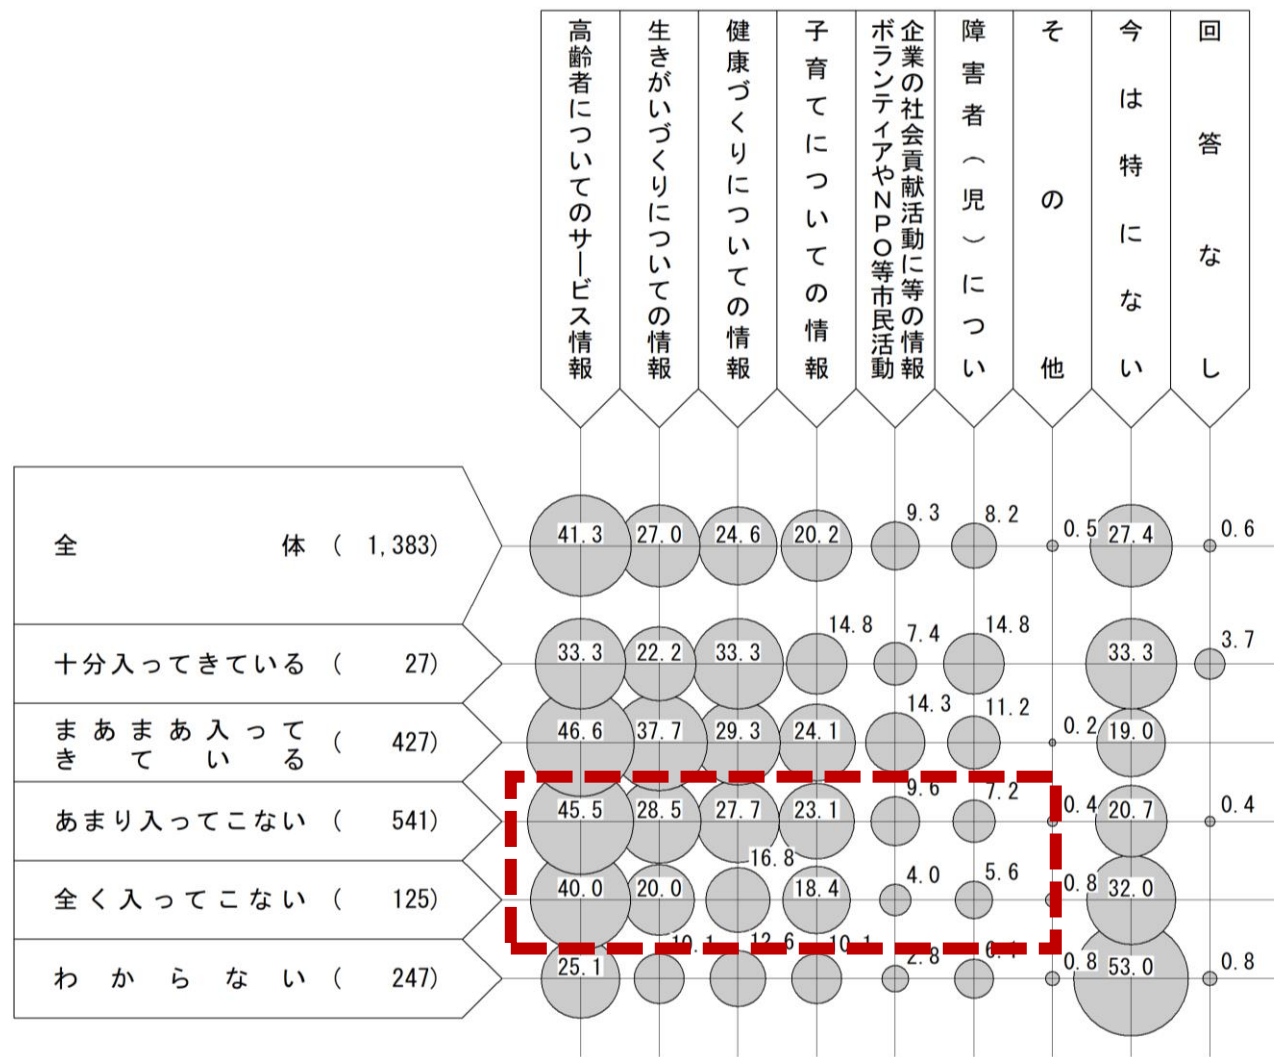 高齢者についてのサービス情報
生きがいづくりについての情報
健康づくりについての情報
子育てについての情報
企業の社会貢献活動に等の情報
ボランティアやＮＰＯ等市民活動
障害者（児）につい
その他
今は特にない
回答なし
全体 ( 1,383) 41.3 27.0 24.6 20.2 9.3 8.2 0.5 27.4 0.6
十分入ってきている ( 27) 33.3 22.2 33.3 14.8 7.4 14.8 33.3 3.7
まあまあ入って
きている ( 427) 46.6 37.7 29.3 24.1 14.3 11.2 0.2 19.0
あまり入ってこない ( 541) 45.5 28.5 27.7 23.1 9.6 7.2 0.4 20.7 0.4
全く入ってこない ( 125) 40.0 20.0 16.8 18.4 4.0 5.6 0.8 32.0
わからない ( 247) 25.1 10.1 12.6 10.1 2.8 0.8 53.0 0.8